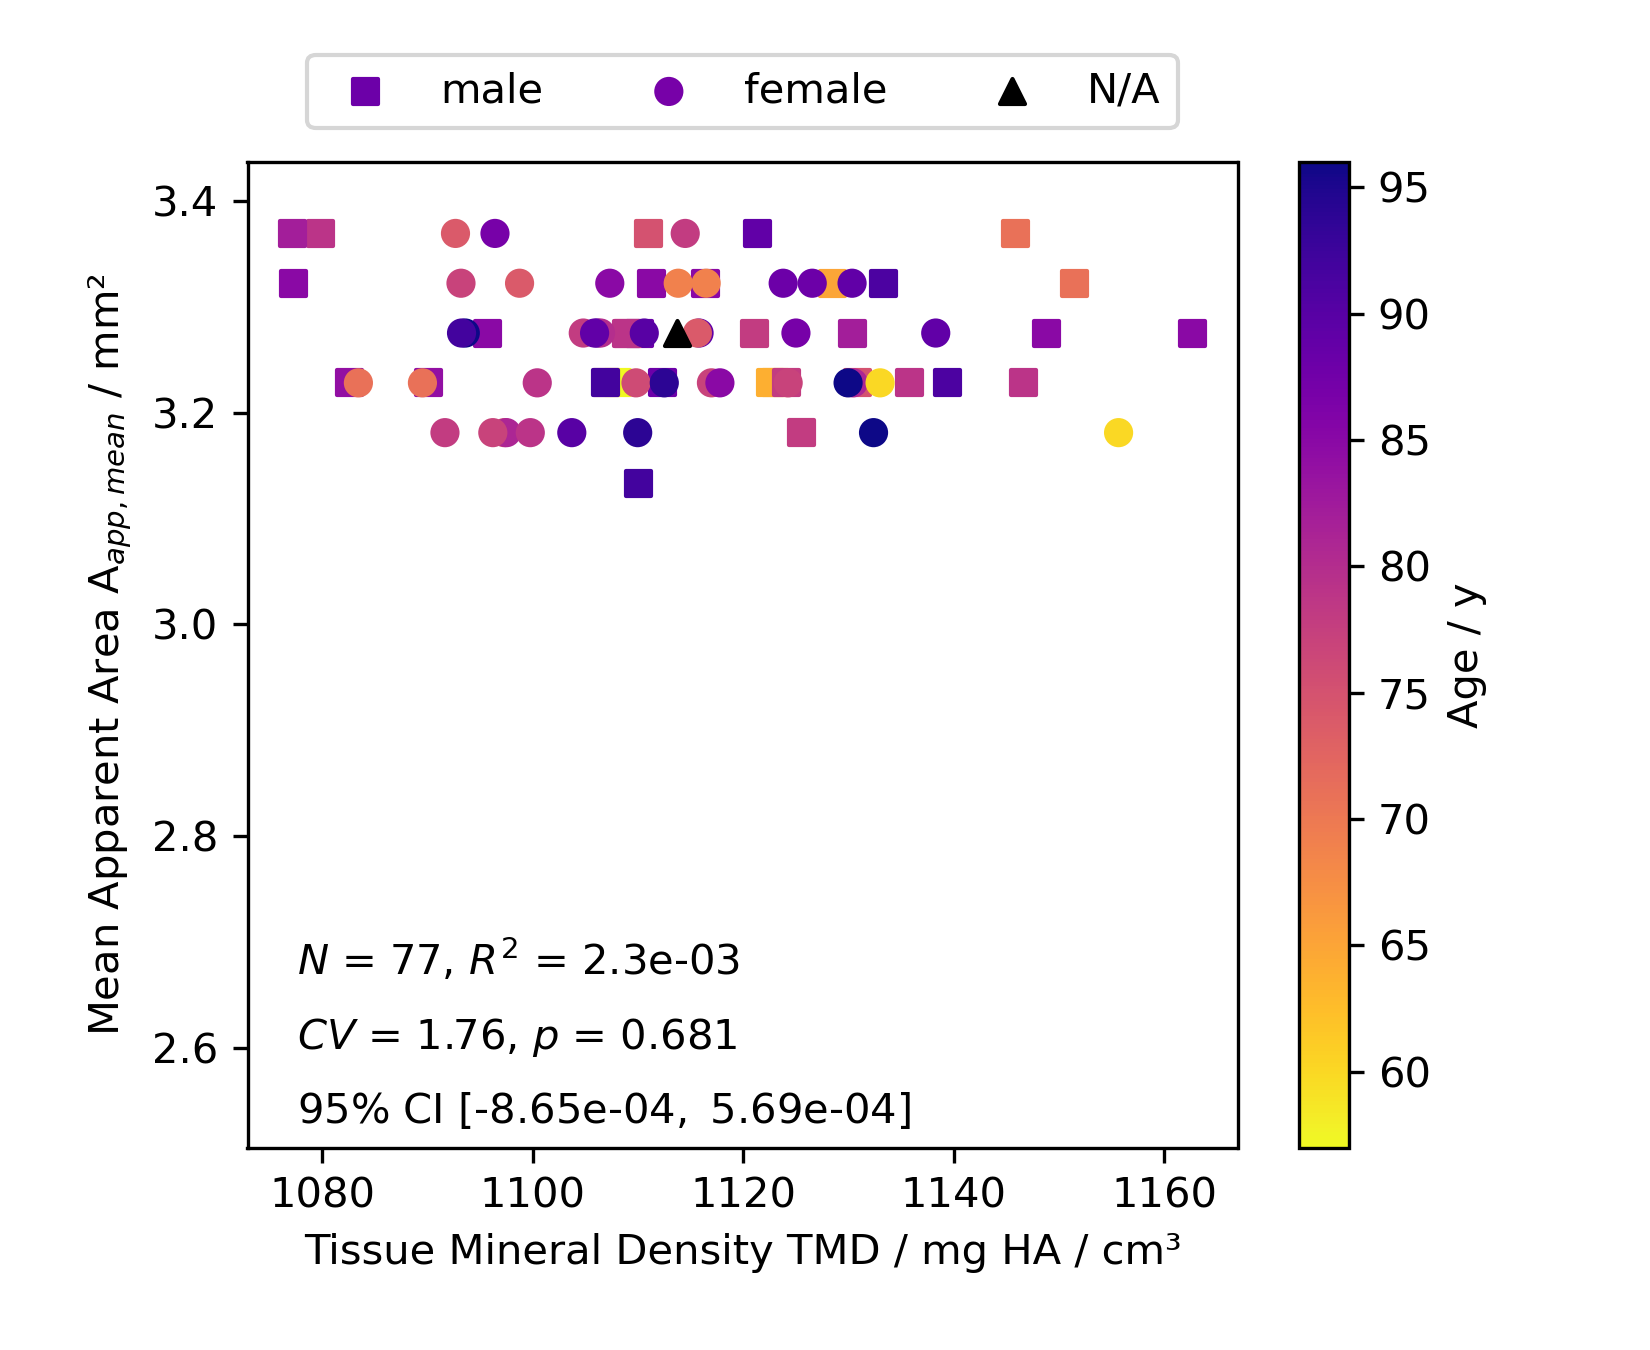 male female N/A
3.4
3.2
3.0
2.8
2.6
Mean Apparent Area A_{app, mean} / mm²
N = 77, R² = 2.3e-03
CV = 1.76, p = 0.681
95% CI [-8.65e-04, 5.69e-04]
1080 1100 1120 1140 1160
Tissue Mineral Density TMD / mg HA / cm³
95
90
85
80
75
70
65
60
Age / y